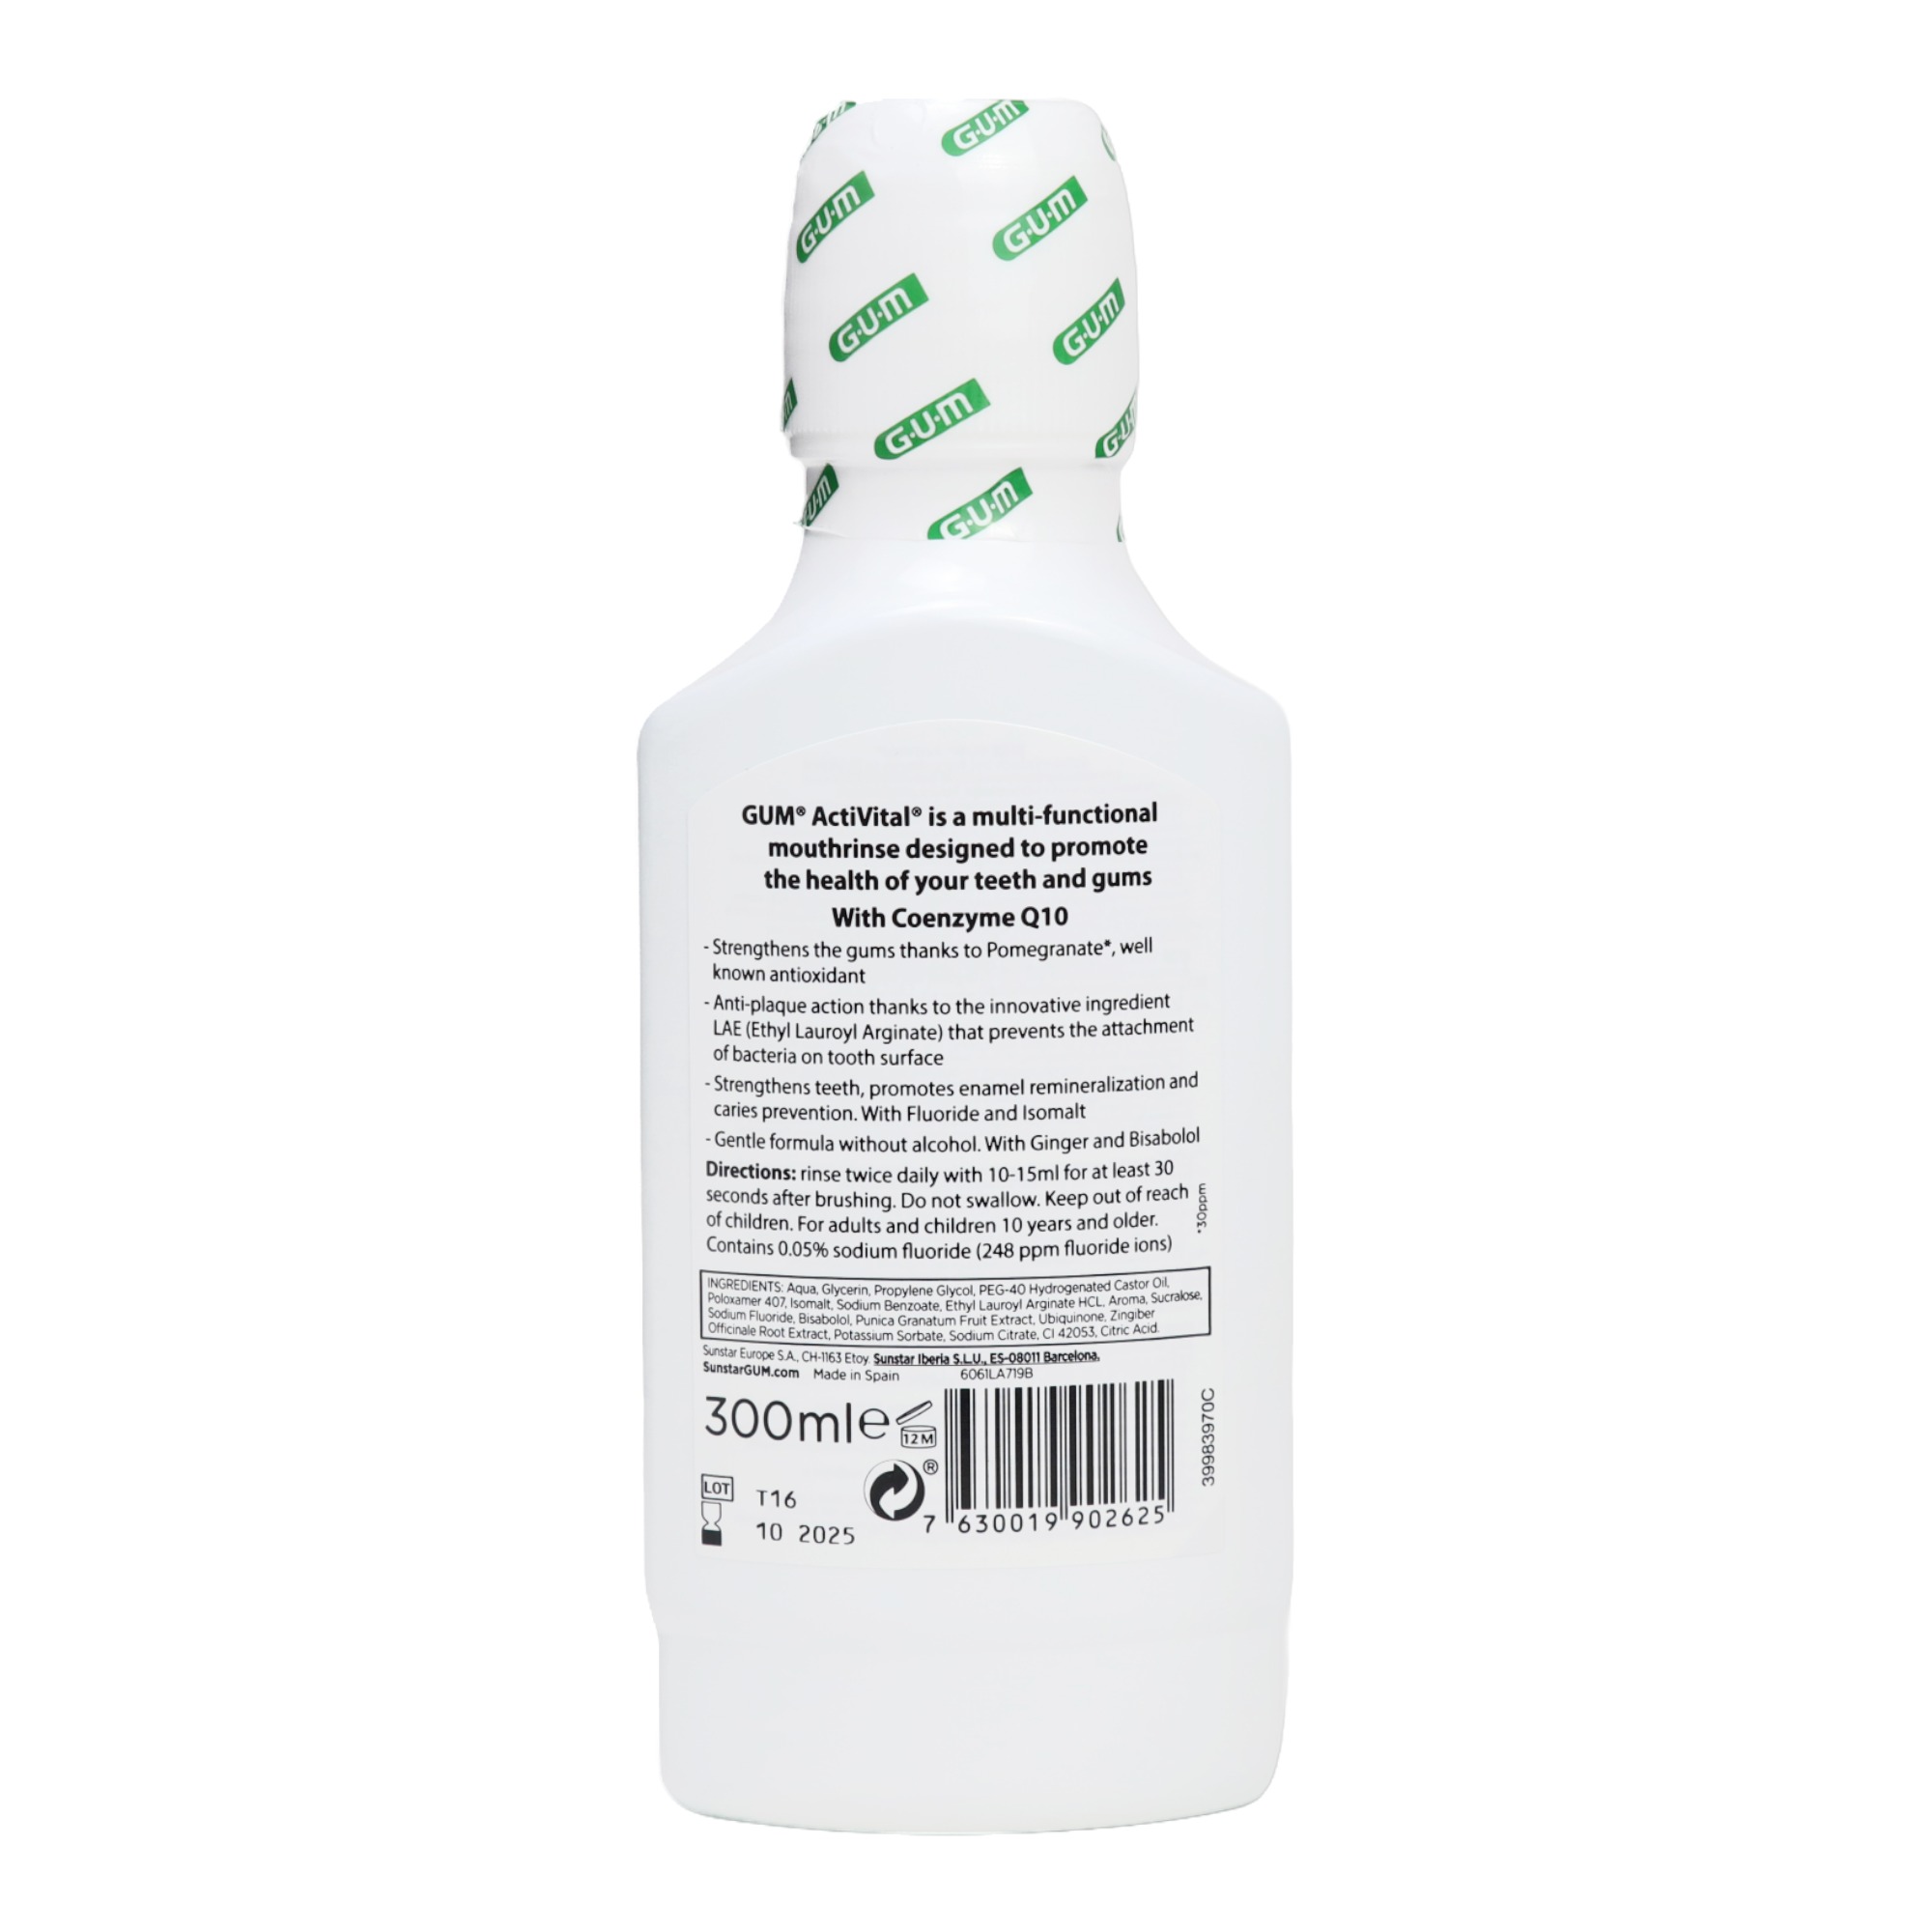 G·U·M
G·U·M
G·U·M
G·U·M
G·U·M
G·U·M
G·U·M
GUM® ActiVital® is a multi-functional
mouthrinse designed to promote
the health of your teeth and gums
With Coenzyme Q10
- Strengthens the gums thanks to Pomegranate*, well
known antioxidant
- Anti-plaque action thanks to the innovative ingredient
LAE (Ethyl Lauroyl Arginate) that prevents the attachment
of bacteria on tooth surface
- Strengthens teeth, promotes enamel remineralization and
caries prevention. With Fluoride and Isomalt
- Gentle formula without alcohol. With Ginger and Bisabolol
Directions: rinse twice daily with 10-15ml for at least 30
seconds after brushing. Do not swallow. Keep out of reach
of children. For adults and children 10 years and older.
Contains 0.05% sodium fluoride (248 ppm fluoride ions)
*30ppm
INGREDIENTS: Aqua, Glycerin, Propylene Glycol, PEG-40 Hydrogenated Castor Oil,
Poloxamer 407, Isomalt, Sodium Benzoate, Ethyl Lauroyl Arginate HCL, Aroma, Sucralose,
Sodium Fluoride, Bisabolol, Punica Granatum Fruit Extract, Ubiquinone, Zingiber
Officinale Root Extract, Potassium Sorbate, Sodium Citrate, CI 42053, Citric Acid.
Sunstar Europe S.A., CH-1163 Etoy. Sunstar Iberia S.L.U., ES-08011 Barcelona.
SunstarGUM.com Made in Spain 6061LA719B
300ml℮ 12M
39983970C
LOT T16
10 2025
®
7 630019 902625